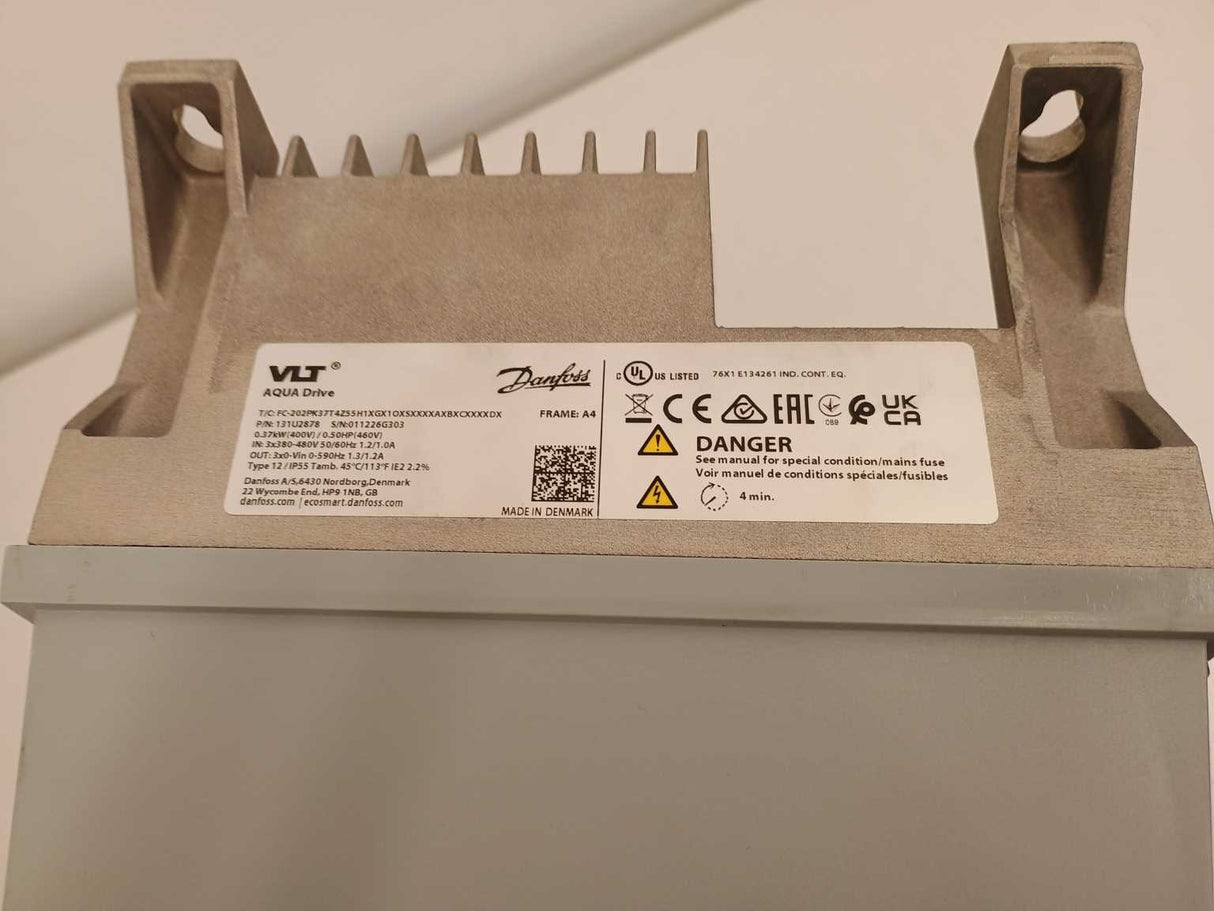 VLT®
AQUA Drive
Danfoss
T/C: FC-202PK37T4Z55H1XGX1OXSXXXXAXBXCXXXXDX
FRAME: A4
P/N: 131U2878 S/N:011226G303
0.37kW(400V) / 0.50HP(460V)
IN: 3x380-480V 50/60Hz 1.2/1.0A
OUT: 3x0-Vin 0-590Hz 1.3/1.2A
Type 12 / IP55 Tamb. 45°C/113°F IE2 2.2%
Danfoss A/S,6430 Nordborg,Denmark
22 Wycombe End, HP9 1NB, GB
danfoss.com / ecosmart.danfoss.com
MADE IN DENMARK
C UL US LISTED 76X1 E134261 IND. CONT. EQ.
CE EAC 089 UKCA
DANGER
See manual for special condition/mains fuse
Voir manuel de conditions spéciales/fusibles
4 min.